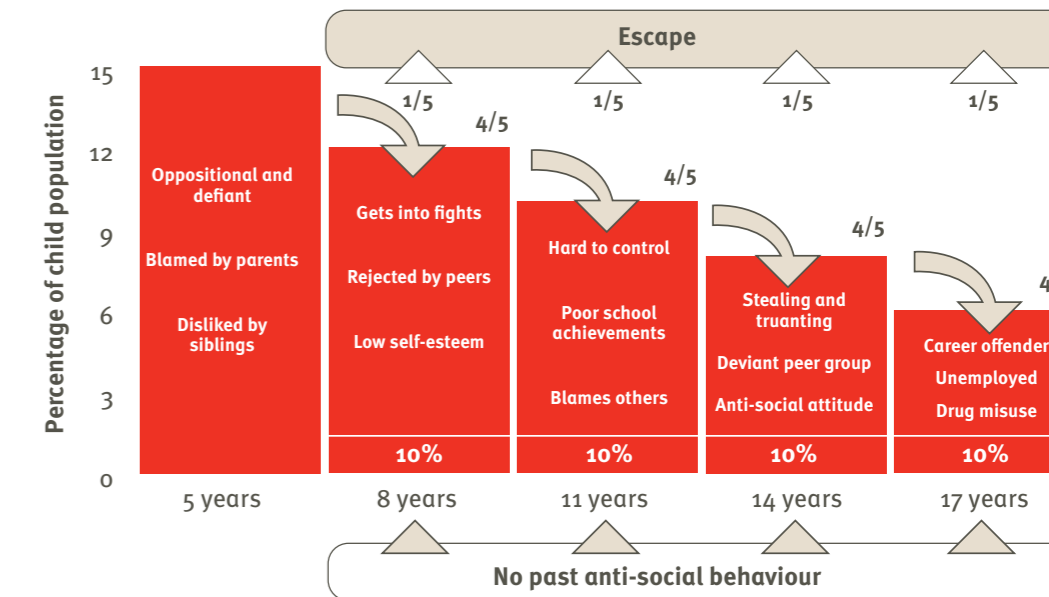 Escape
1/5
1/5
1/5
1/5
4/5
4/5
4/5
4
Percentage of child population
15
12
9
6
3
0
Oppositional and
defiant
Blamed by parents
Disliked by
siblings
Gets into fights
Rejected by peers
Low self-esteem
10%
Hard to control
Poor school
achievements
Blames others
10%
Stealing and
truanting
Deviant peer group
Anti-social attitude
10%
Career offender
Unemployed
Drug misuse
10%
5 years
8 years
11 years
14 years
17 years
No past anti-social behaviour